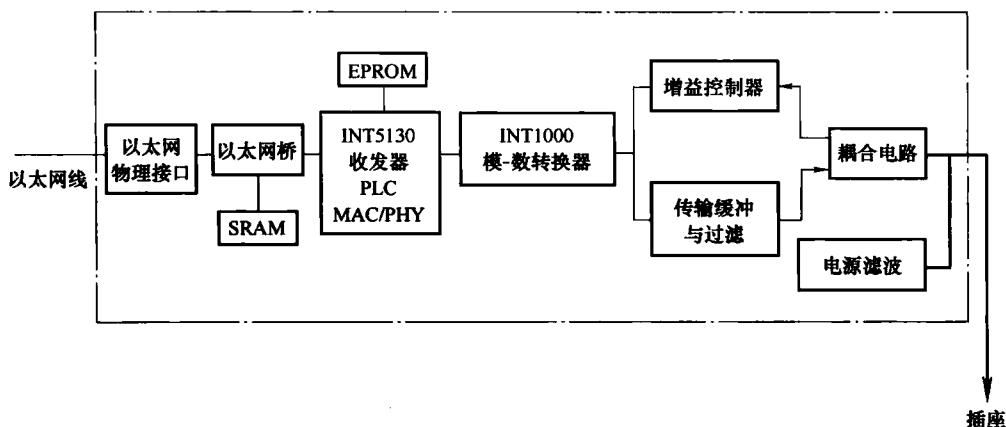 EPROM
增益控制器
以太网
物理接口
以太网桥
INT5130
收发器
PLC
MAC/PHY
INT1000
模-数转换器
耦合电路
以太网线
SRAM
传输缓冲
与过滤
电源滤波
插座